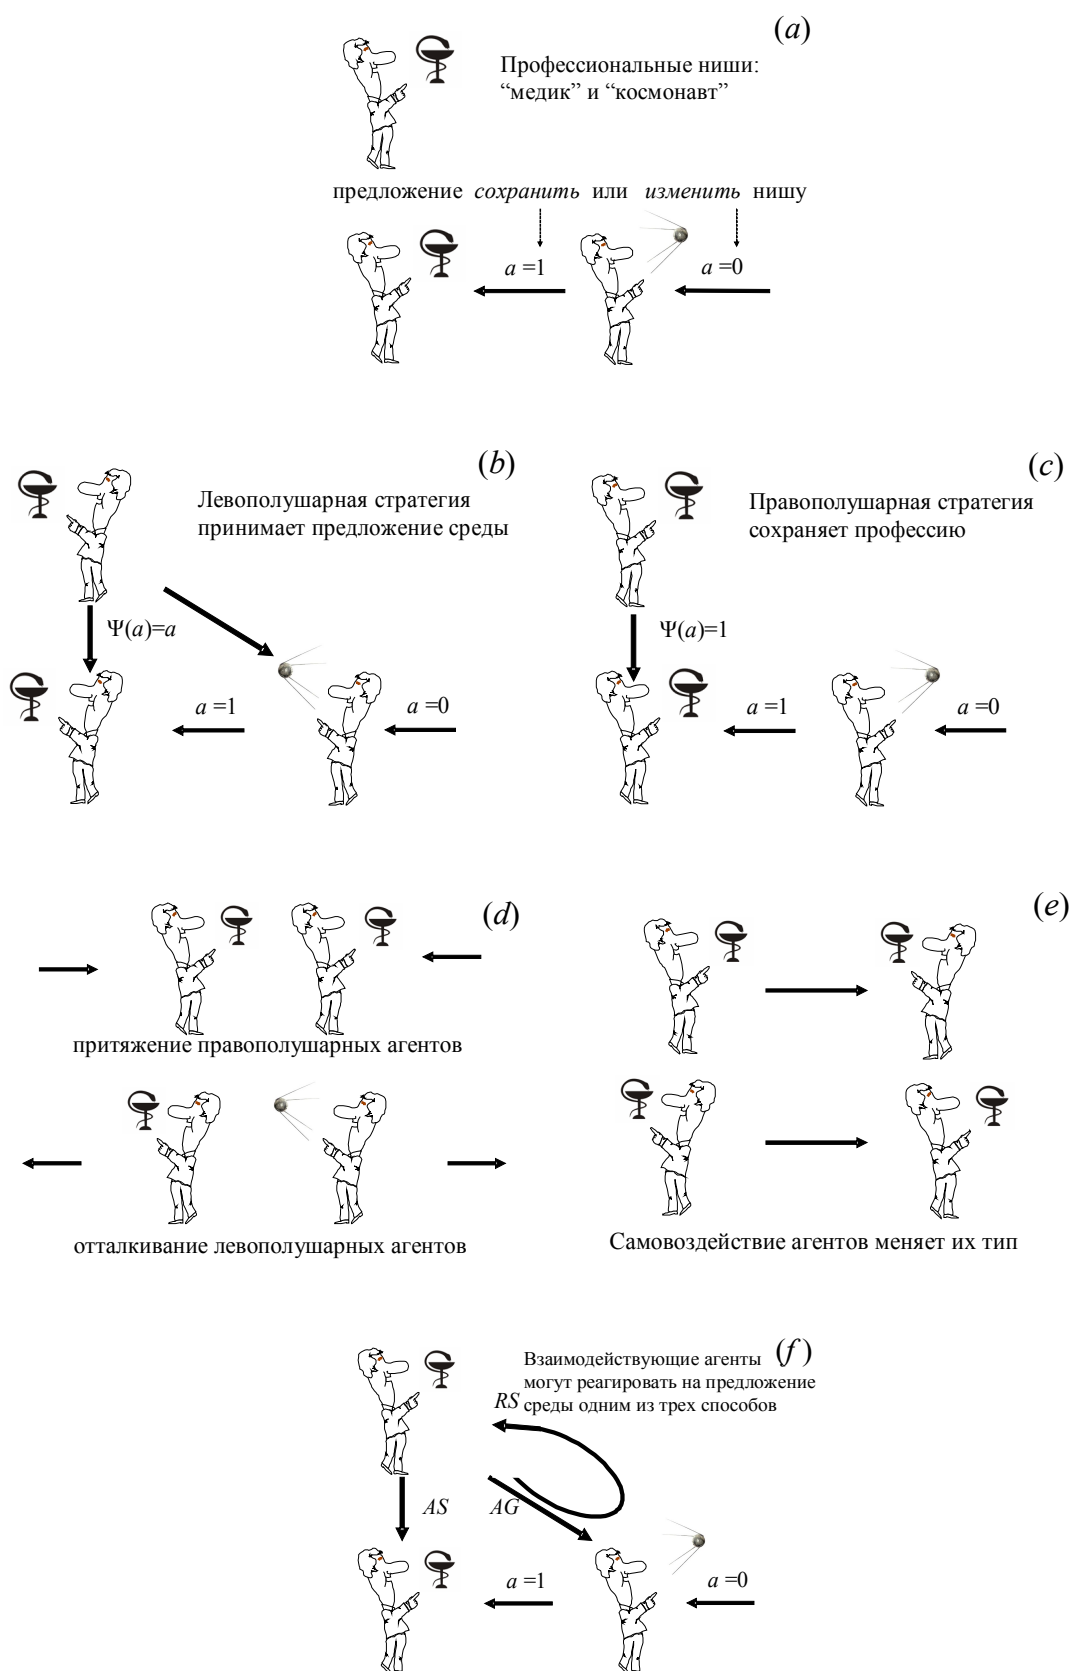 (a)
Профессиональные ниши:
“медик” и “космонавт”
предложение сохранить или изменить нишу
a =1
a =0
(b)
Левополушарная стратегия
принимает предложение среды
Ψ(a)=a
a =1
a =0
(c)
Правополушарная стратегия
сохраняет профессию
Ψ(a)=1
a =1
a =0
(d)
притяжение правополушарных агентов
отталкивание левополушарных агентов
(e)
Самовоздействие агентов меняет их тип
(f)
Взаимодействующие агенты
могут реагировать на предложение
среды одним из трех способов
RS
AS
AG
a =1
a =0